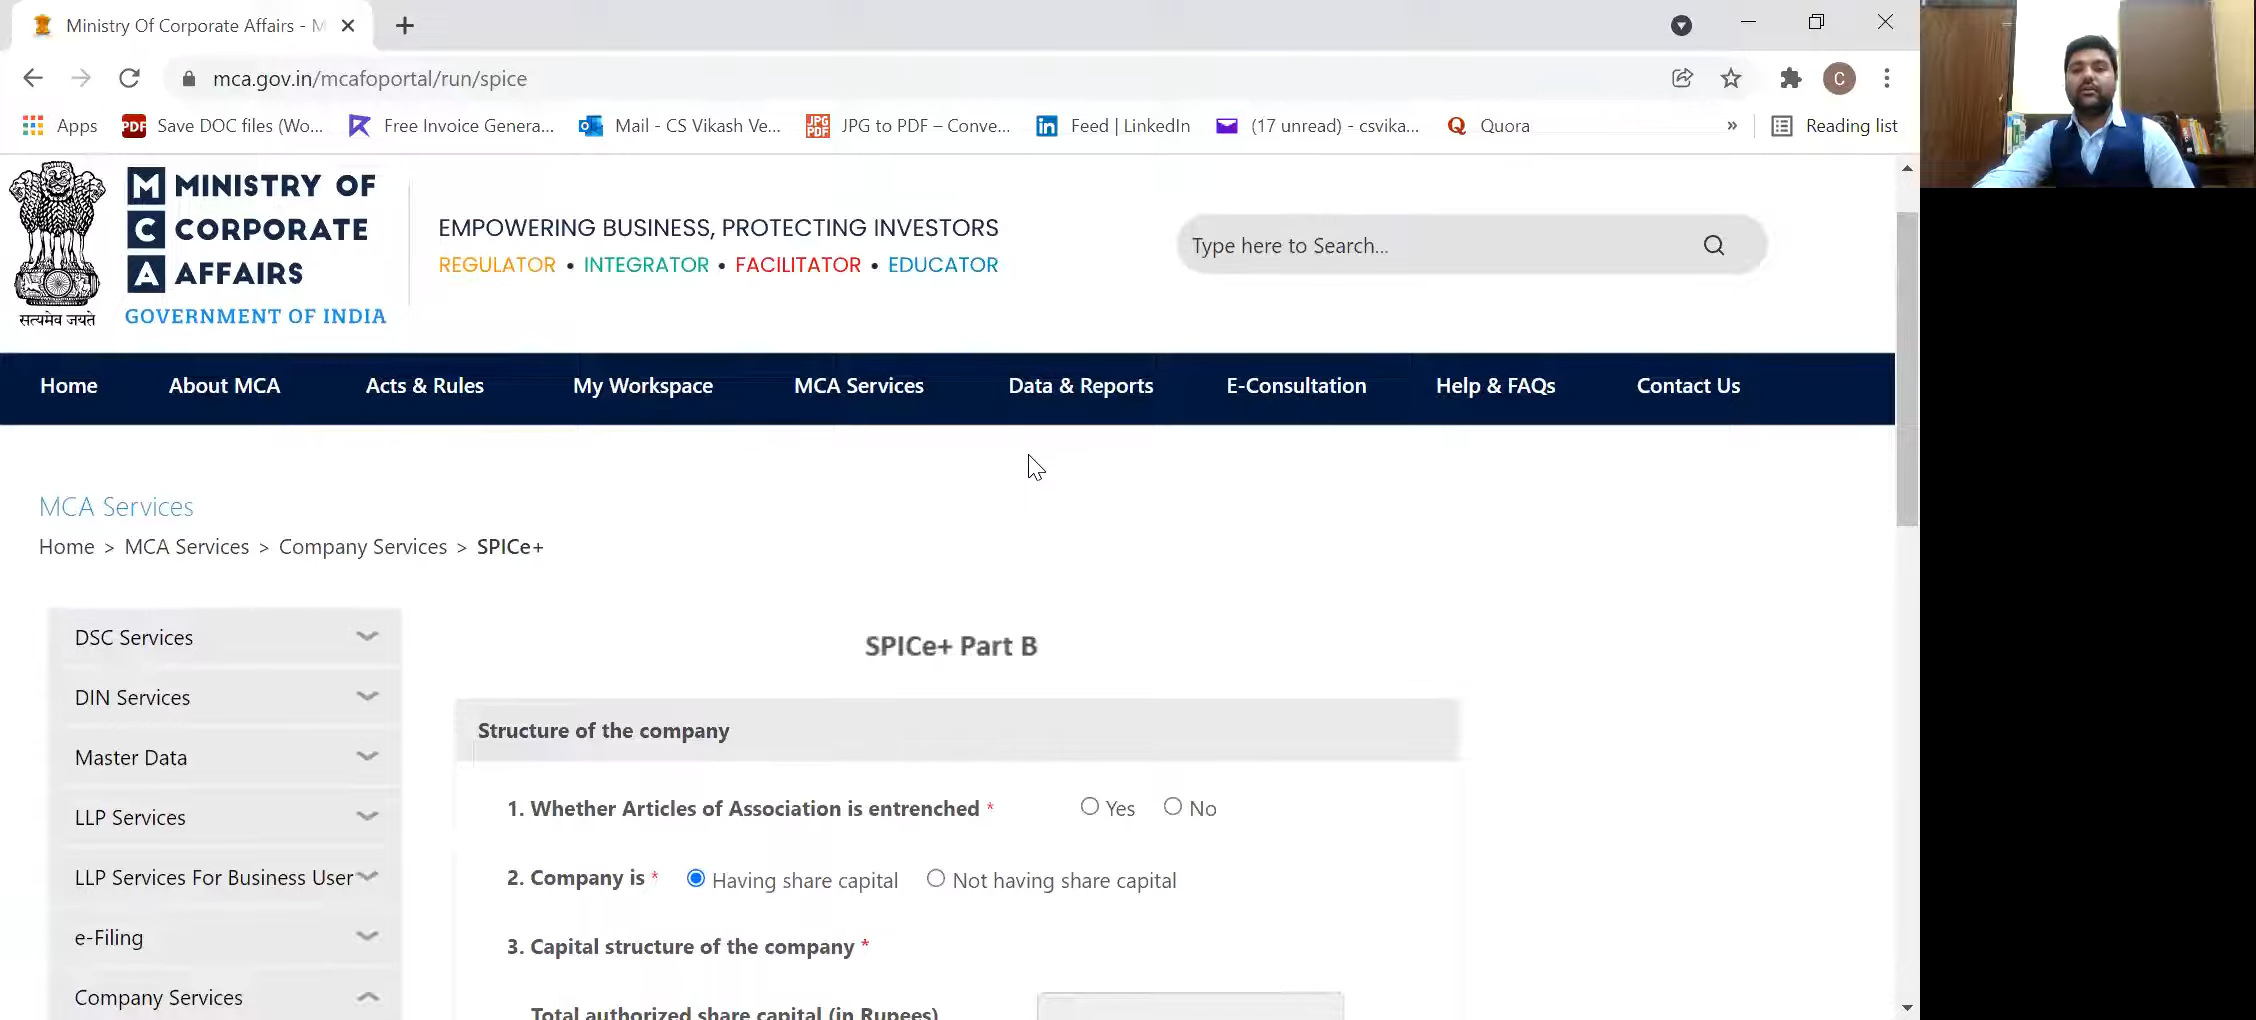 Ministry Of Corporate Affairs - M
mca.gov.in/mcafoportal/run/spice
C
Apps
PDF Save DOC files (Wo...
Free Invoice Genera...
Mail - CS Vikash Ve...
JPG PDF JPG to PDF – Conve...
in Feed | LinkedIn
(17 unread) - csvika...
Q Quora
»
Reading list
M MINISTRY OF
C CORPORATE
A AFFAIRS
सत्यमेव जयते
GOVERNMENT OF INDIA
EMPOWERING BUSINESS, PROTECTING INVESTORS
REGULATOR • INTEGRATOR • FACILITATOR • EDUCATOR
Type here to Search...
Home About MCA Acts & Rules My Workspace MCA Services Data & Reports E-Consultation Help & FAQs Contact Us
MCA Services
Home > MCA Services > Company Services > SPICe+
DSC Services
DIN Services
Master Data
LLP Services
LLP Services For Business User
e-Filing
Company Services
SPICe+ Part B
Structure of the company
1. Whether Articles of Association is entrenched * Yes No
2. Company is * Having share capital Not having share capital
3. Capital structure of the company *
Total authorized share capital (in Rupees)